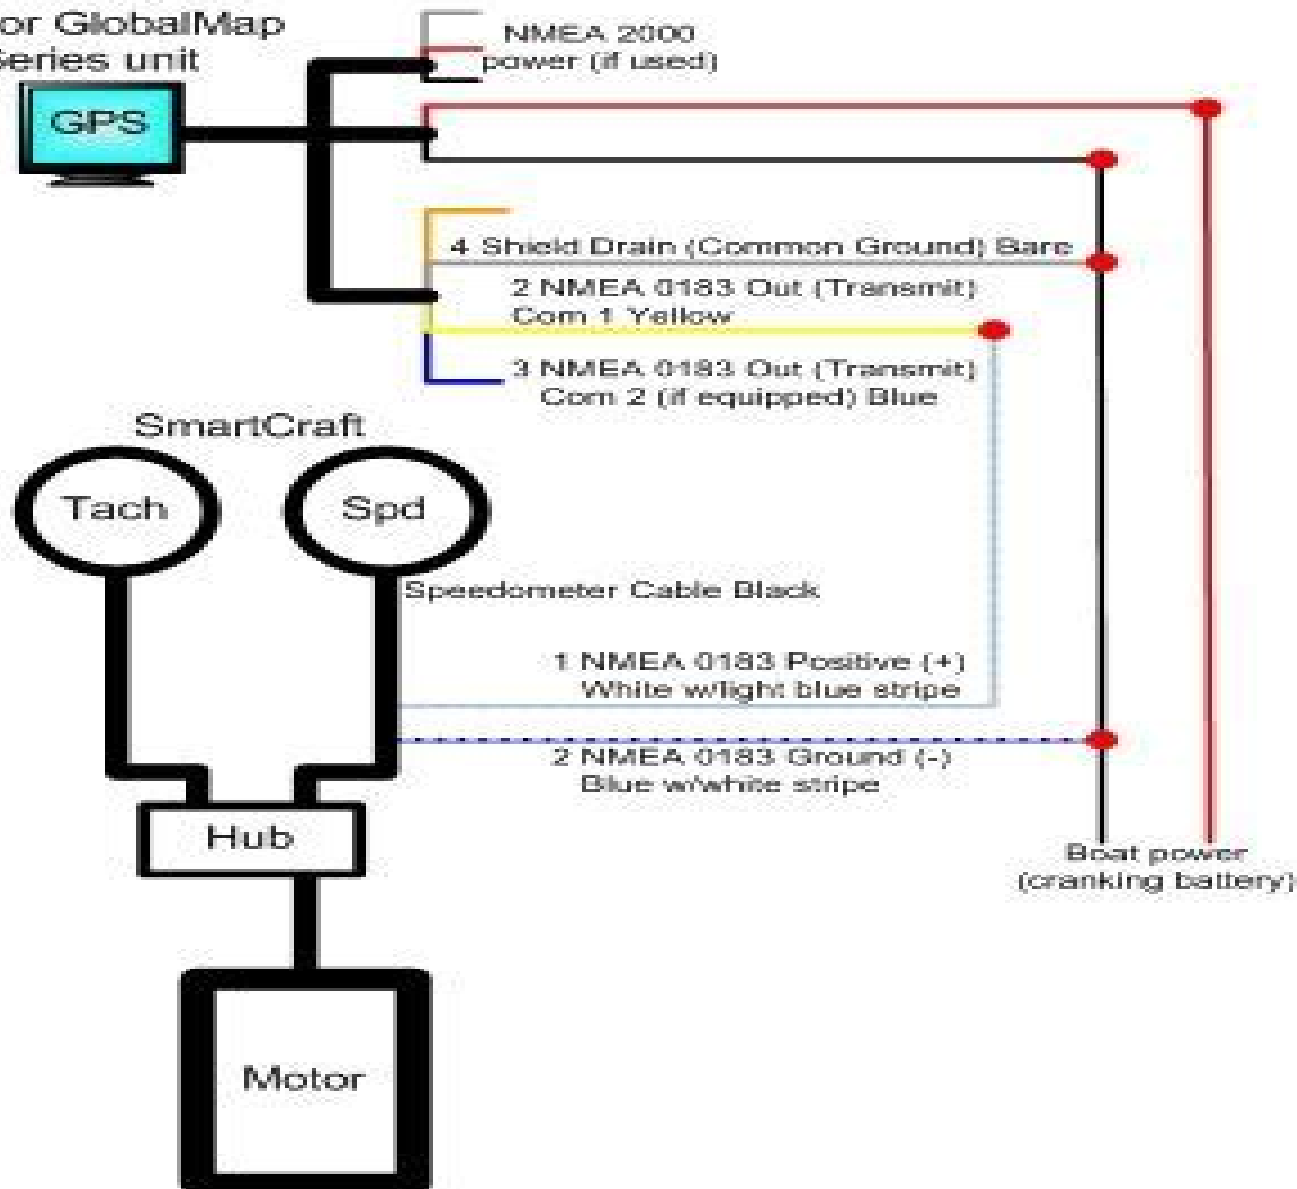 or GlobalMap
Series unit
NMEA 2000
power (if used)
GPS
4 Shield Drain (Common Ground) Bare
2 NMEA 0183 Out (Transmit)
Com 1 Yellow
3 NMEA 0183 Out (Transmit)
Com 2 (if equipped) Blue
SmartCraft
Tach
Spd
Speedometer Cable Black
1 NMEA 0183 Positive (+)
White w/light blue stripe
2 NMEA 0183 Ground (-)
Blue w/white stripe
Hub
Boat power
(cranking battery)
Motor